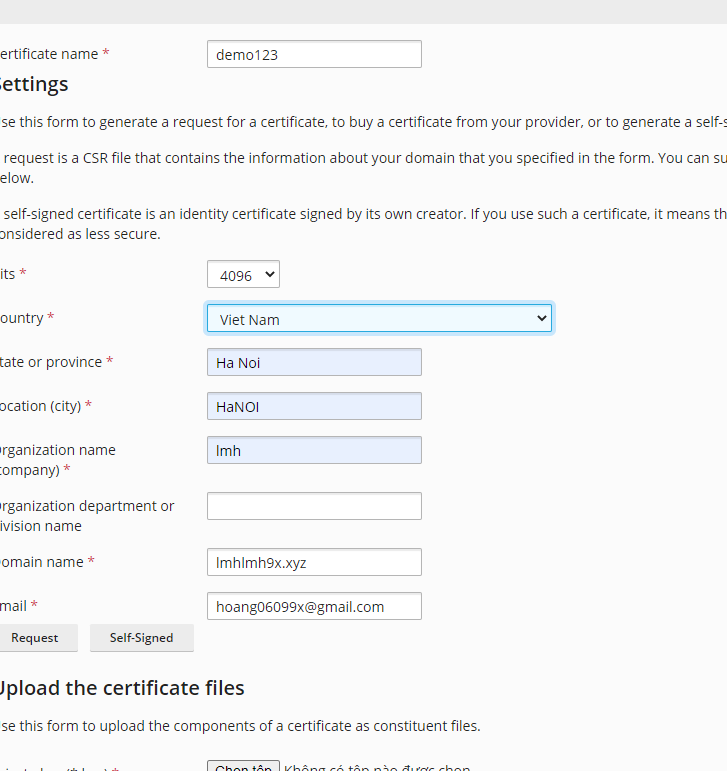 ertificate name *
demo123
Settings
se this form to generate a request for a certificate, to buy a certificate from your provider, or to generate a self-s
request is a CSR file that contains the information about your domain that you specified in the form. You can su
elow.
self-signed certificate is an identity certificate signed by its own creator. If you use such a certificate, it means th
onsidered as less secure.
its *
4096
ountry *
Viet Nam
tate or province *
Ha Noi
ocation (city) *
HaNOI
rganization name
company) *
lmh
rganization department or
ivision name
omain name *
lmhlmh9x.xyz
mail *
hoang06099x@gmail.com
Request
Self-Signed
Upload the certificate files
se this form to upload the components of a certificate as constituent files.
Chọn tệp Không có tệp nào được chọn